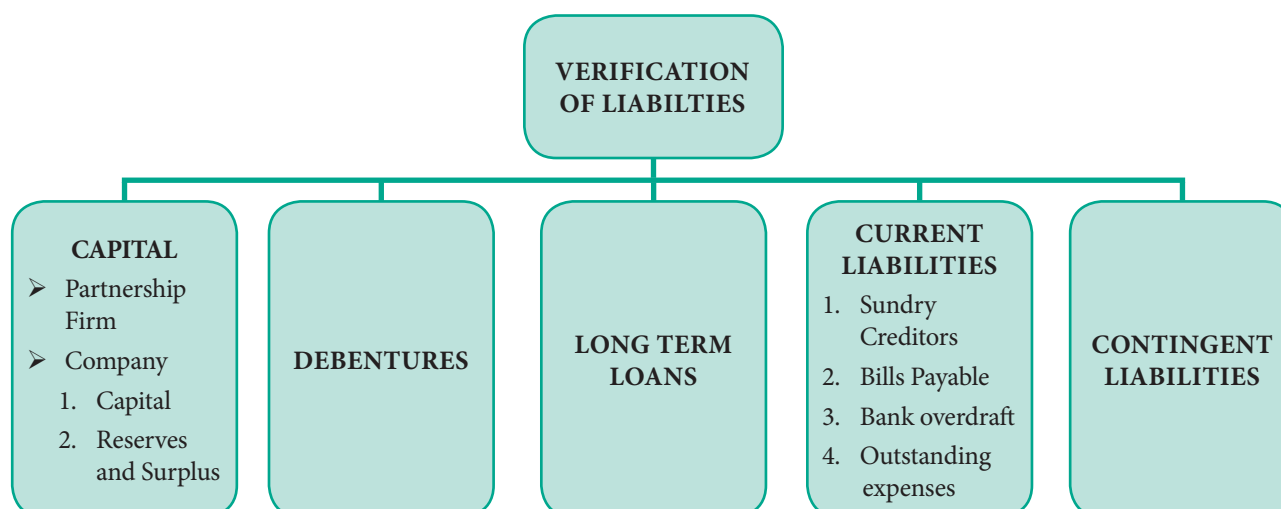 VERIFICATION
OF LIABILTIES
CAPITAL
➢ Partnership
Firm
➢ Company
1. Capital
2. Reserves
and Surplus
DEBENTURES
LONG TERM
LOANS
CURRENT
LIABILITIES
1. Sundry
Creditors
2. Bills Payable
3. Bank overdraft
4. Outstanding
expenses
CONTINGENT
LIABILITIES